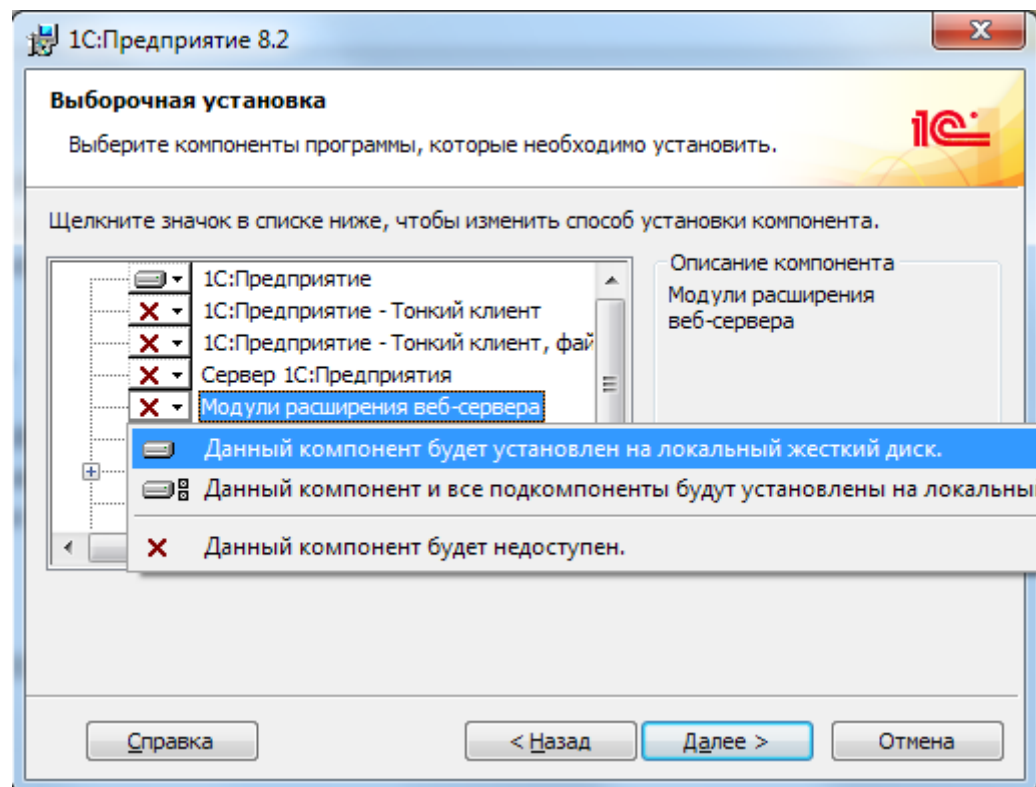 1С:Предприятие 8.2
Выборочная установка
Выберите компоненты программы, которые необходимо установить.
1С
Щелкните значок в списке ниже, чтобы изменить способ установки компонента.
1С:Предприятие
1С:Предприятие - Тонкий клиент
1С:Предприятие - Тонкий клиент, фай
Сервер 1С:Предприятия
Модули расширения веб-сервера
Описание компонента
Модули расширения
веб-сервера
Данный компонент будет установлен на локальный жесткий диск.
Данный компонент и все подкомпоненты будут установлены на локальны
Данный компонент будет недоступен.
Справка
< Назад
Далее >
Отмена